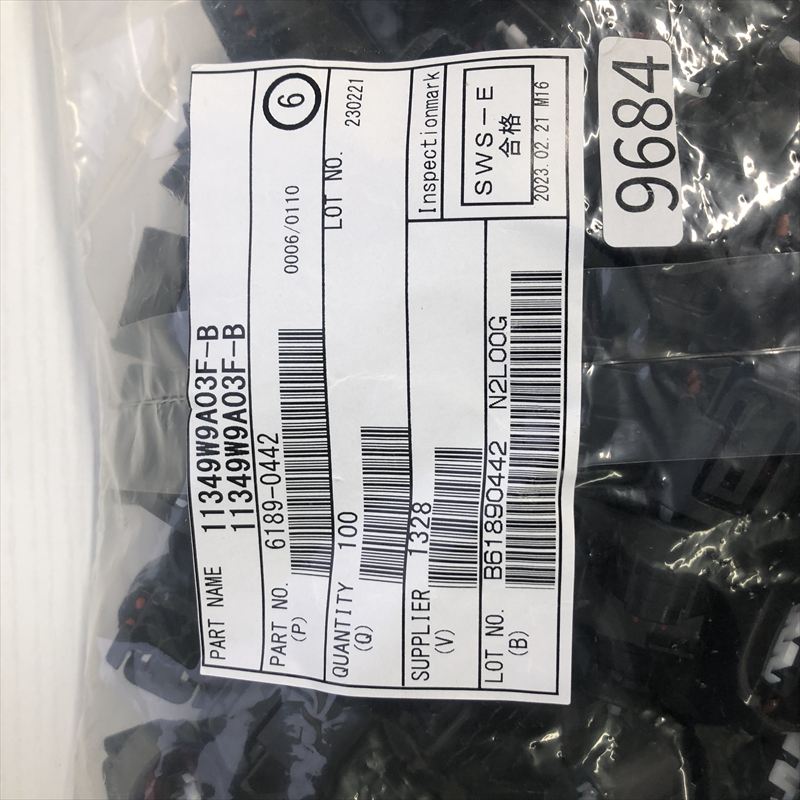 PART NAME 11349W9A03F-B
11349W9A03F-B
PART NO. 6189-0442
(P)
0006/0110
6
QUANTITY 100
(Q)
LOT NO. 230221
SUPPLIER 1328
(V)
Inspectionmark
SWS-E
合格
2023.02.21 M16
LOT NO. B61890442 N2L00G
(B)
9684